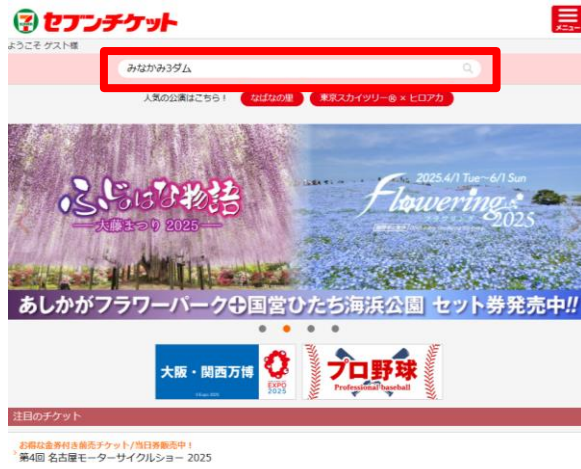 セブンチケット
メニュー
ようこそ ゲスト様
みなかみ3ダム
人気の公演はこちら！ なばなの里 東京スカイツリー® × ヒロアカ
ふじのはな物語
大藤まつり 2025
2025.4/1 Tue～6/1 Sun
Flowering
2025
あしかがフラワーパーク＋国営ひたち海浜公園 セット券発売中!!
大阪・関西万博
EXPO
2025
プロ野球
Professional baseball
注目のチケット
お得な金券付き前売チケット/当日券販売中！
第4回 名古屋モーターサイクルショー 2025